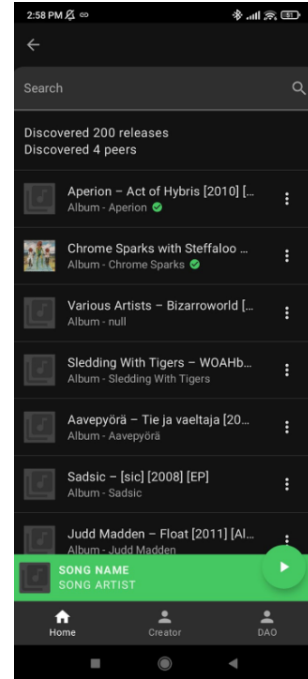 2:58 PM
Search
Discovered 200 releases
Discovered 4 peers
Aperion – Act of Hybris [2010] [...
Album - Aperion
Chrome Sparks with Steffaloo ...
Album - Chrome Sparks
Various Artists – Bizarroworld [...
Album - null
Sledding With Tigers – WOAHb...
Album - Sledding With Tigers
Aavepyörä – Tie ja vaeltaja [20...
Album - Aavepyörä
Sadsic – [sic] [2008] [EP]
Album - Sadsic
Judd Madden – Float [2011] [Al...
Album - Judd Madden
SONG NAME
SONG ARTIST
Home
Creator
DAO